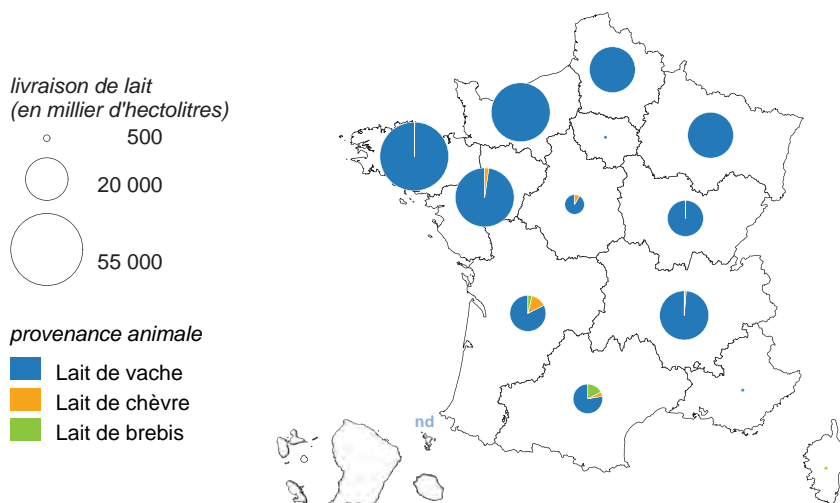 livraison de lait
(en millier d'hectolitres)
500
20 000
55 000
provenance animale
Lait de vache
Lait de chèvre
Lait de brebis
nd